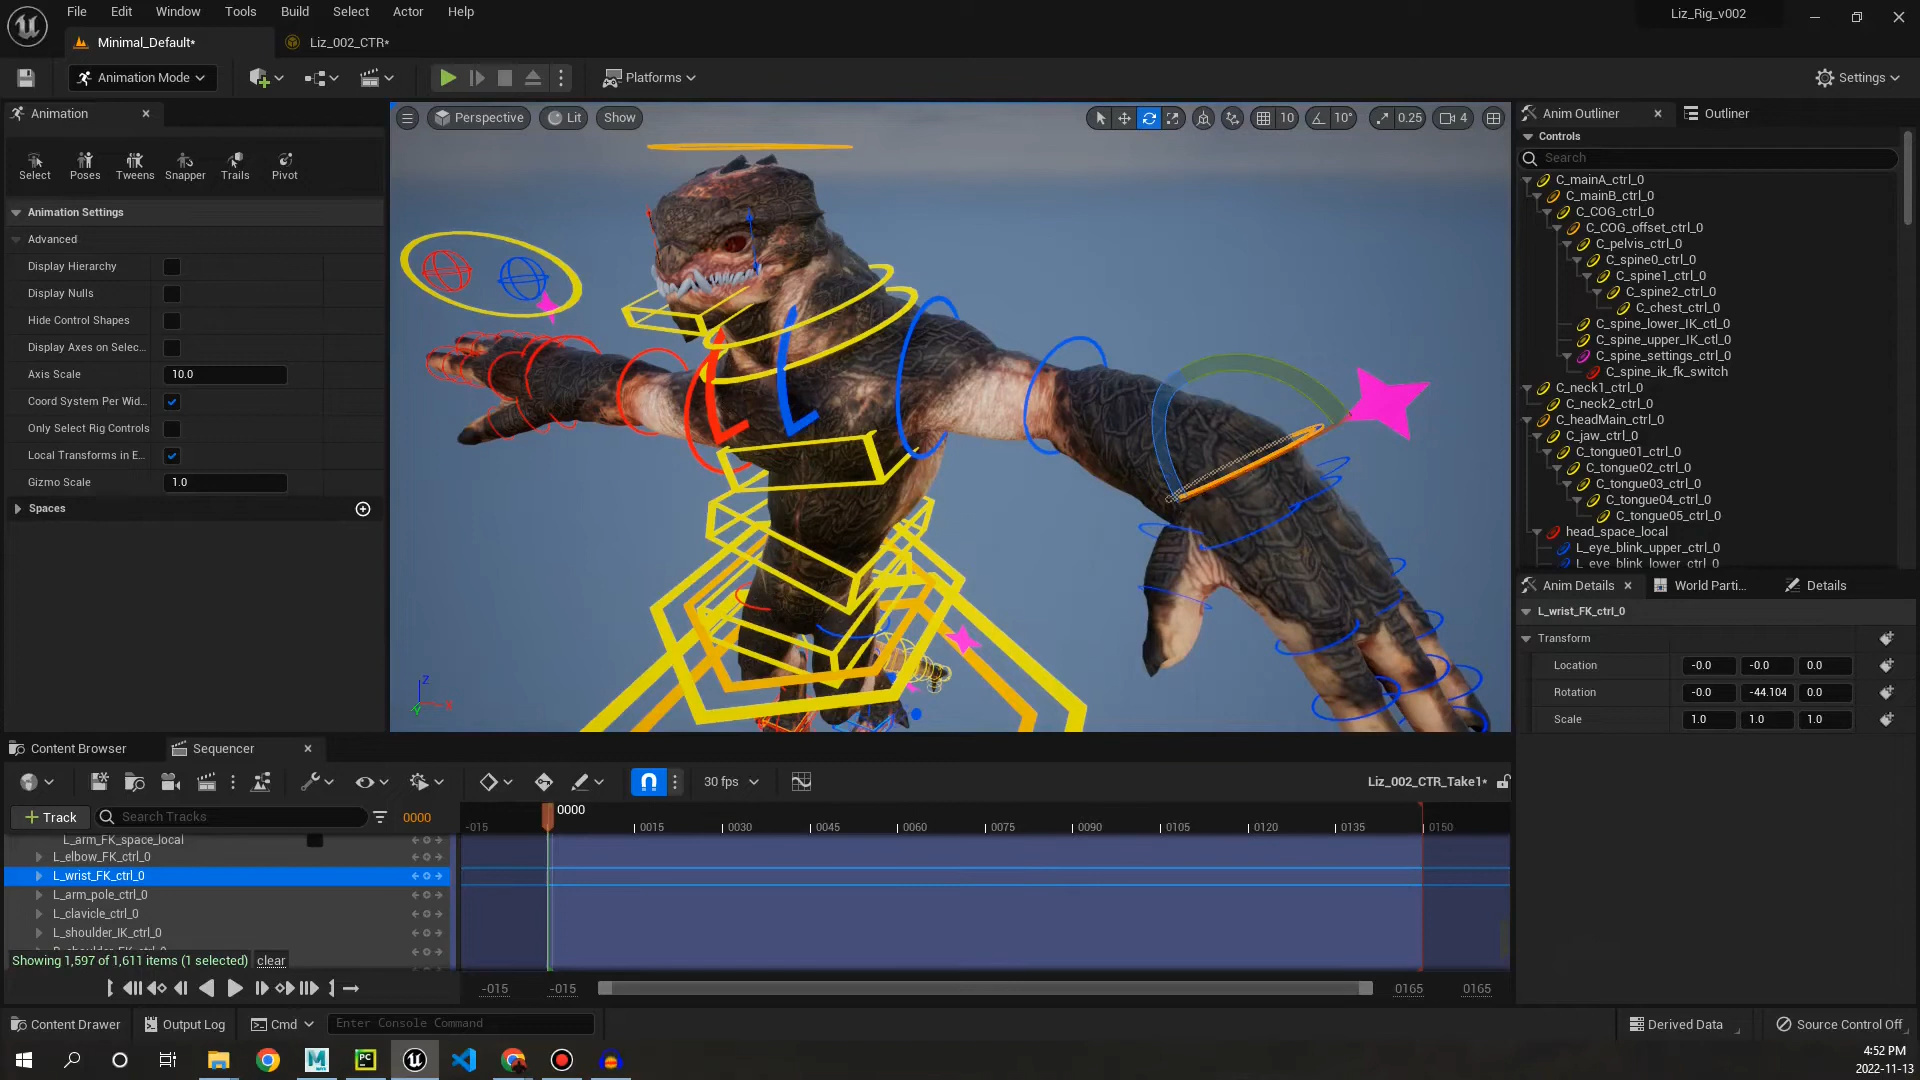 File Edit Window Tools Build Select Actor Help
Liz_Rig_v002
Minimal_Default*
Liz_002_CTR*
Animation Mode
Platforms
Settings
Animation
Select Poses Tweens Snapper Trails Pivot
Animation Settings
Advanced
Display Hierarchy
Display Nulls
Hide Control Shapes
Display Axes on Selec...
Axis Scale 10.0
Coord System Per Wid...
Only Select Rig Controls
Local Transforms in E...
Gizmo Scale 1.0
Spaces
Perspective Lit Show
10 10° 0.25 4
Z
Anim Outliner Outliner
Controls
Search
C_mainA_ctrl_0
C_mainB_ctrl_0
C_COG_ctrl_0
C_COG_offset_ctrl_0
C_pelvis_ctrl_0
C_spine0_ctrl_0
C_spine1_ctrl_0
C_spine2_ctrl_0
C_chest_ctrl_0
C_spine_lower_IK_ctl_0
C_spine_upper_IK_ctl_0
C_spine_settings_ctrl_0
C_spine_ik_fk_switch
C_neck1_ctrl_0
C_neck2_ctrl_0
C_headMain_ctrl_0
C_jaw_ctrl_0
C_tongue01_ctrl_0
C_tongue02_ctrl_0
C_tongue03_ctrl_0
C_tongue04_ctrl_0
C_tongue05_ctrl_0
head_space_local
L_eye_blink_upper_ctrl_0
L_eye_blink_lower_ctrl_0
Anim Details World Parti... Details
L_wrist_FK_ctrl_0
Transform
Location -0.0 -0.0 0.0
Rotation -0.0 -44.104 0.0
Scale 1.0 1.0 1.0
Content Browser Sequencer
30 fps
Liz_002_CTR_Take1*
Track Search Tracks 0000
0000
-015 0015 0030 0045 0060 0075 0090 0105 0120 0135 0150
L_arm_FK_space_local
L_elbow_FK_ctrl_0
L_wrist_FK_ctrl_0
L_arm_pole_ctrl_0
L_clavicle_ctrl_0
L_shoulder_IK_ctrl_0
Showing 1,597 of 1,611 items (1 selected) clear
-015 -015 0165 0165
Content Drawer Output Log Cmd Enter Console Command
Derived Data Source Control Off
4:52 PM
2022-11-13